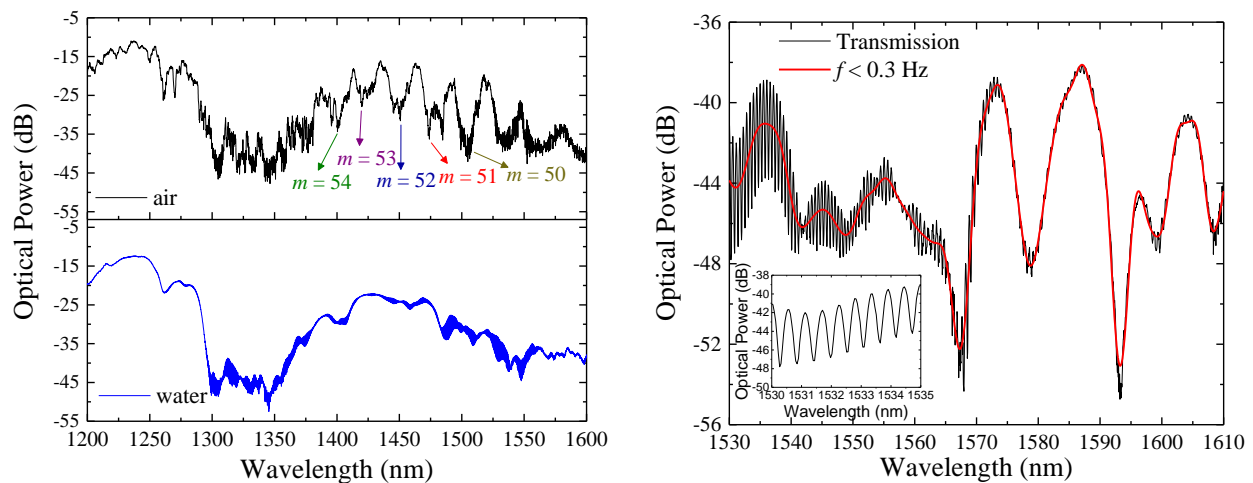 -5
-15
-25
-35
-45
-55
m = 54
m = 53
m = 52
m = 51
m = 50
air
-15
-25
-35
-45
-55
water
Optical Power (dB)
1200 1250 1300 1350 1400 1450 1500 1550 1600
Wavelength (nm)
-36
-40
-44
-48
-52
-56
Transmission
f < 0.3 Hz
Optical Power (dB)
-38
-40
-42
-44
-46
-48
-50
Optical Power (dB)
1530 1531 1532 1533 1534 1535
Wavelength (nm)
1530 1540 1550 1560 1570 1580 1590 1600 1610
Wavelength (nm)